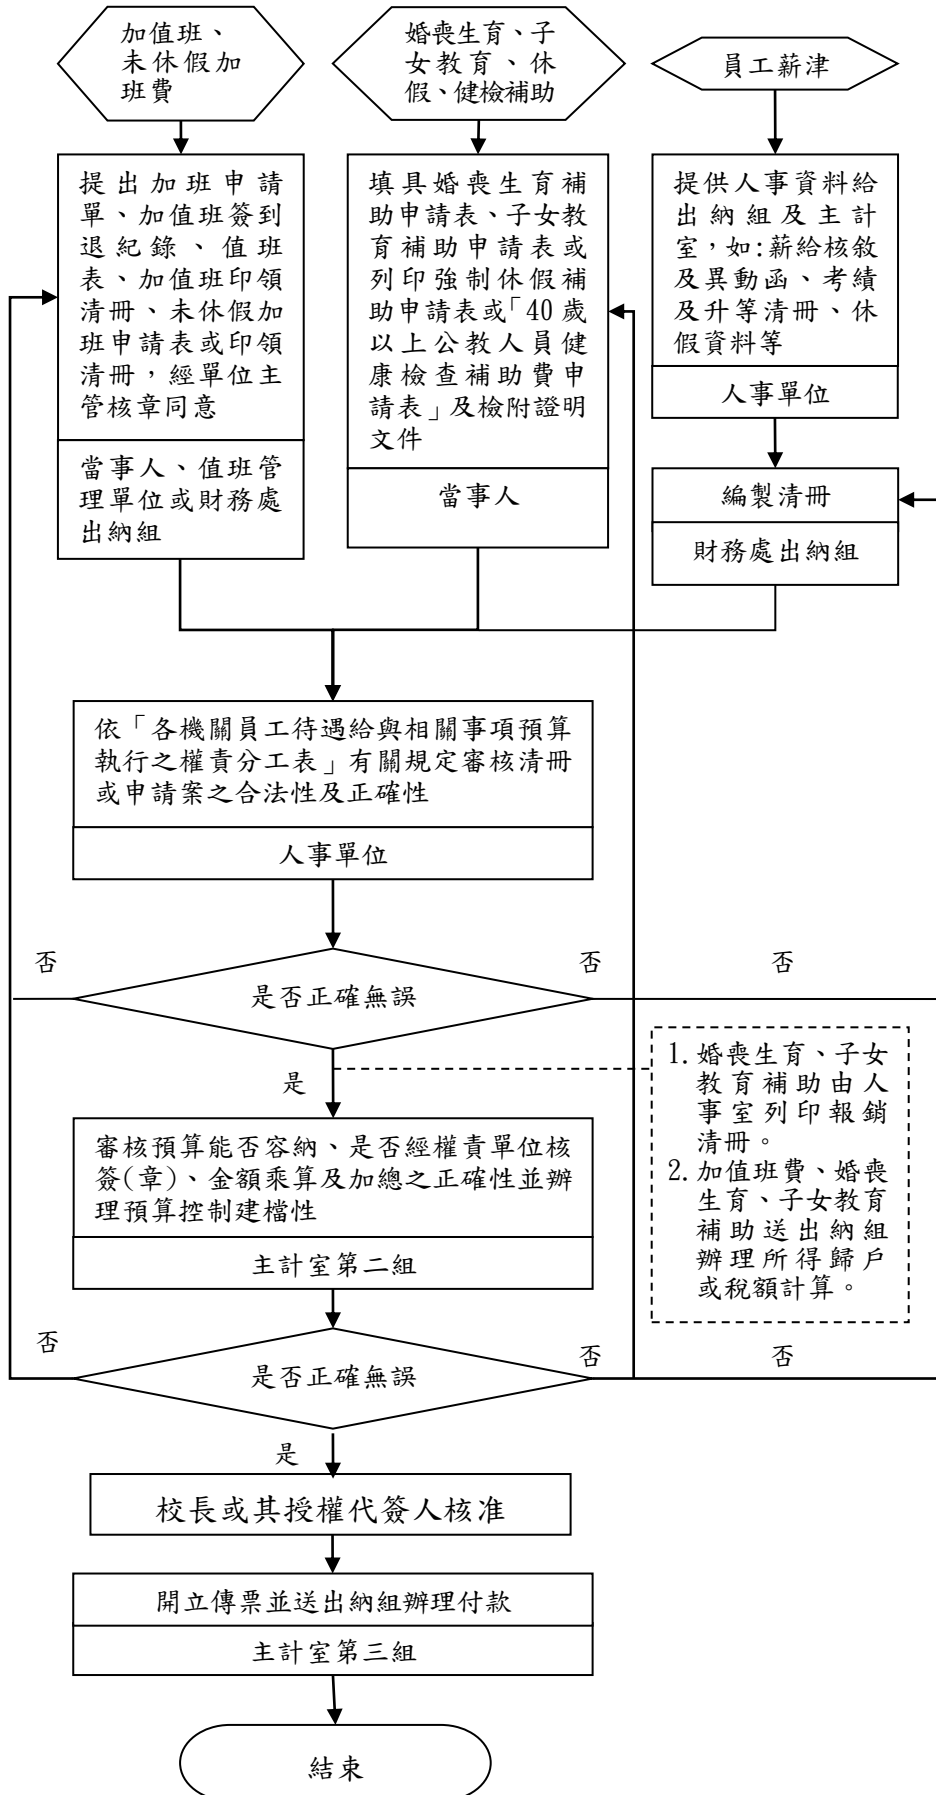 加值班、
未休假加
班費
婚喪生育、子
女教育、休
假、健檢補助
員工薪津
提出加班申請
單、加值班簽到
退紀錄、值班
表、加值班印領
清冊、未休假加
班申請表或印領
清冊，經單位主
管核章同意
當事人、值班管
理單位或財務處
出納組
填具婚喪生育補
助申請表、子女教
育補助申請表或
列印強制休假補
助申請表或「40 歲
以上公教人員健
康檢查補助費申
請表」及檢附證明
文件
當事人
提供人事資料給
出納組及主計
室，如:薪給核敘
及異動函、考績
及升等清冊、休
假資料等
人事單位
編製清冊
財務處出納組
依「各機關員工待遇給與相關事項預算
執行之權責分工表」有關規定審核清冊
或申請案之合法性及正確性
人事單位
否
否
否
是否正確無誤
是
1. 婚喪生育、子女
教育補助由人
事室列印報銷
清冊。
2. 加值班費、婚喪
生育、子女教育
補助送出納組
辦理所得歸戶
或稅額計算。
審核預算能否容納、是否經權責單位核
簽(章)、金額乘算及加總之正確性並辦
理預算控制建檔性
主計室第二組
否
否
否
是否正確無誤
是
校長或其授權代簽人核准
開立傳票並送出納組辦理付款
主計室第三組
結束